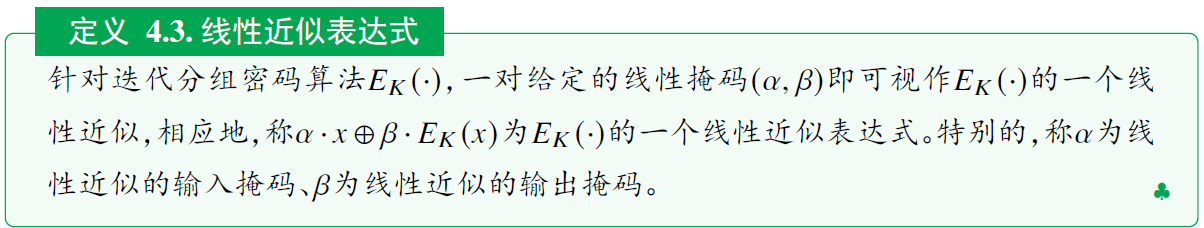 定义 4.3. 线性近似表达式
针对迭代分组密码算法E_K(·),一对给定的线性掩码(α, β)即可视作E_K(·)的一个线
性近似,相应地,称α · x ⊕ β · E_K(x)为E_K(·)的一个线性近似表达式。特别的,称α为线
性近似的输入掩码、β为线性近似的输出掩码。
♣